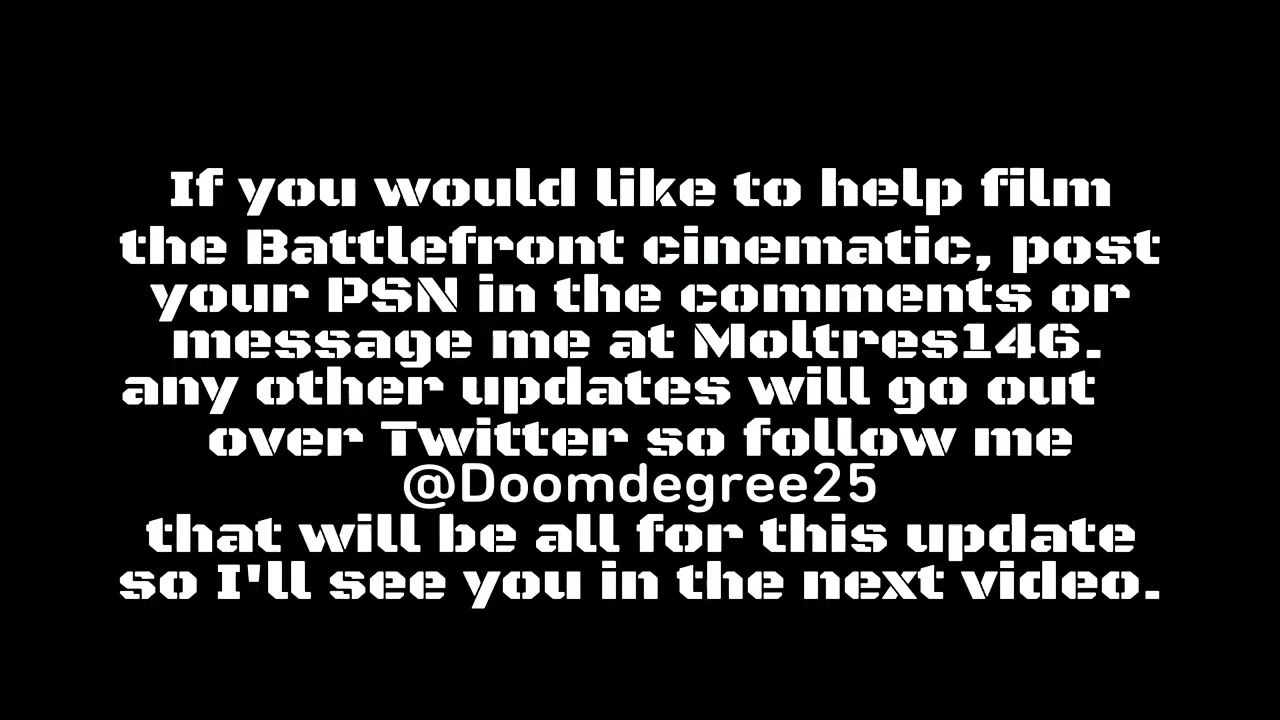 If you would like to help film
the Battlefront cinematic, post
your PSN in the comments or
message me at Moltres146.
any other updates will go out
over Twitter so follow me
@Doomdegree25
that will be all for this update
so I'll see you in the next video.